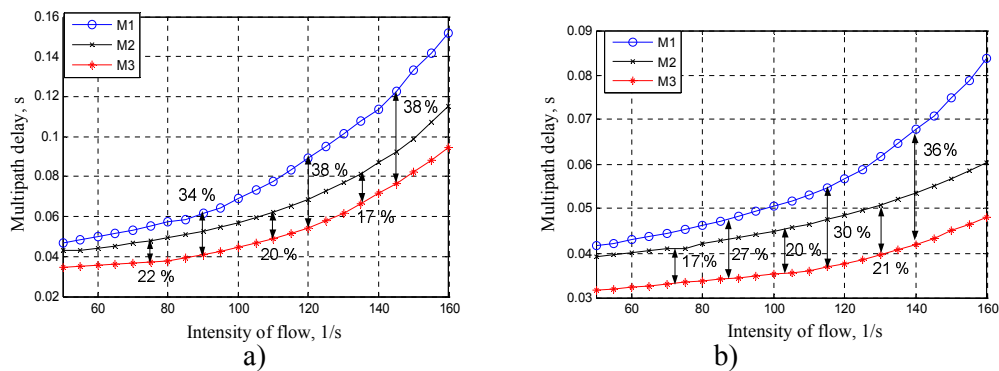 0.16
0.14
0.12
0.1
0.08
0.06
0.04
0.02
Multipath delay, s
M1
M2
M3
38 %
38 %
34 %
17 %
20 %
22 %
60 80 100 120 140 160
Intensity of flow, 1/s
a)
0.09
0.08
0.07
0.06
0.05
0.04
0.03
Multipath delay, s
M1
M2
M3
36 %
30 %
20 %
27 %
17 %
21 %
60 80 100 120 140 160
Intensity of flow, 1/s
b)